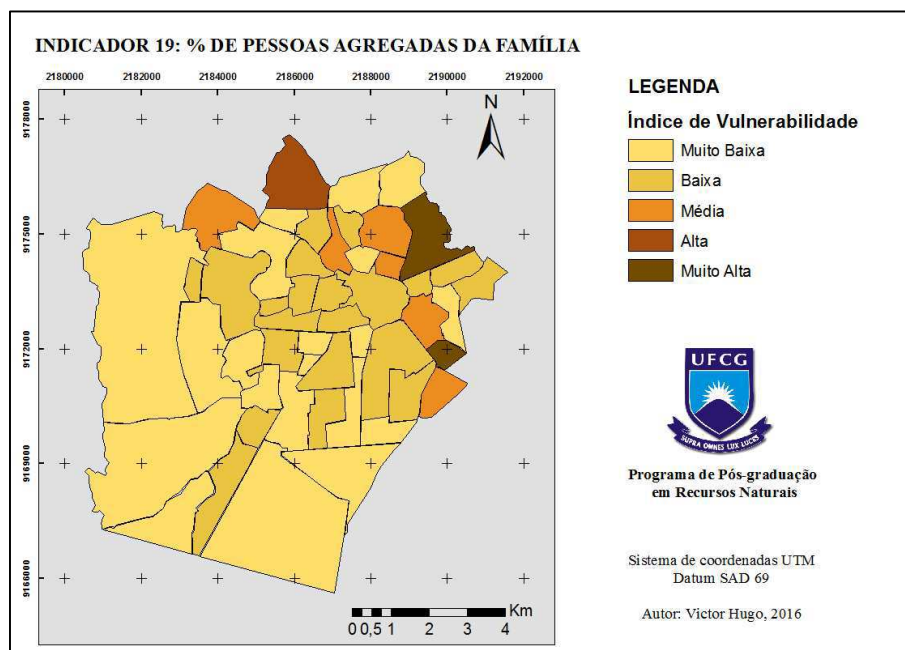 INDICADOR 19: % DE PESSOAS AGREGADAS DA FAMÍLIA
2180000 2182000 2184000 2186000 2188000 2190000 2192000
9178000
9175000
9172000
9169000
9166000
N
Km
0 0,5 1 2 3 4
LEGENDA
Índice de Vulnerabilidade
Muito Baixa
Baixa
Média
Alta
Muito Alta
UFCG
SUPRA OMNES LUX LUCES
Programa de Pós-graduação
em Recursos Naturais
Sistema de coordenadas UTM
Datum SAD 69
Autor: Victor Hugo, 2016